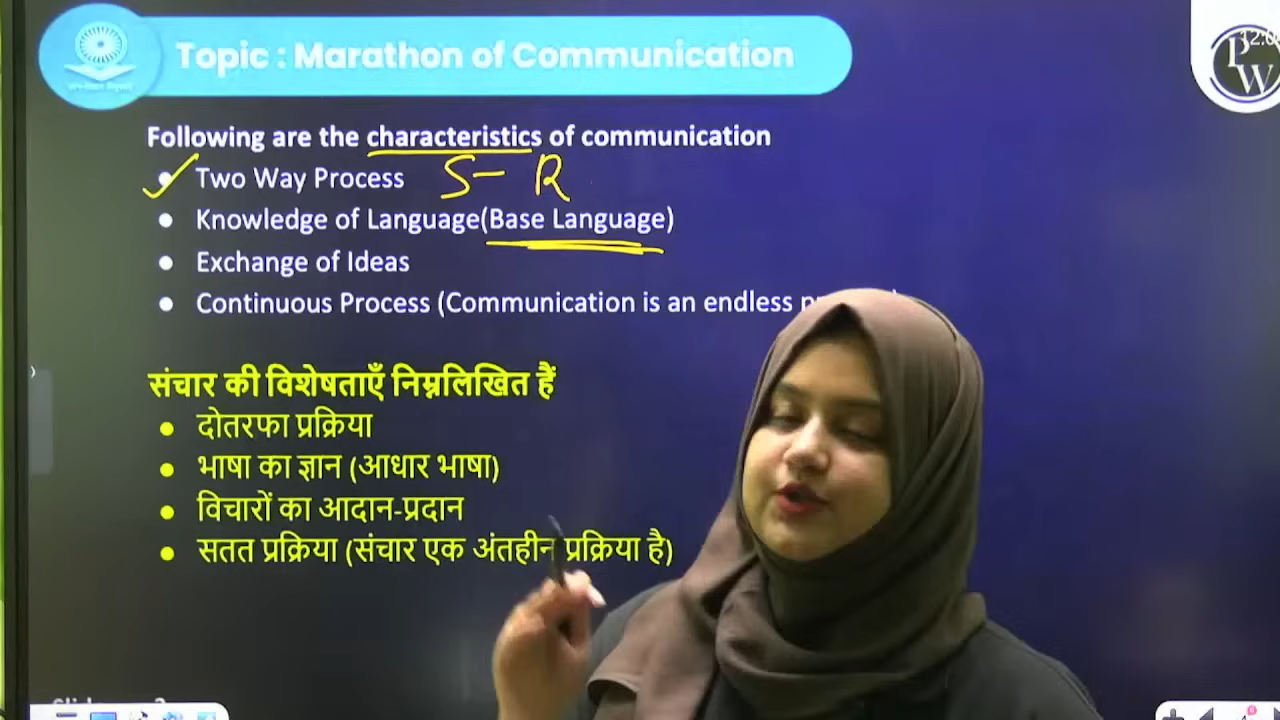 Topic : Marathon of Communication
PW
Following are the characteristics of communication
• Two Way Process S – R
• Knowledge of Language(Base Language)
• Exchange of Ideas
• Continuous Process (Communication is an endless
संचार की विशेषताएँ निम्नलिखित हैं
• दोतरफा प्रक्रिया
• भाषा का ज्ञान (आधार भाषा)
• विचारों का आदान-प्रदान
• सतत प्रक्रिया (संचार एक अंतहीन प्रक्रिया है)